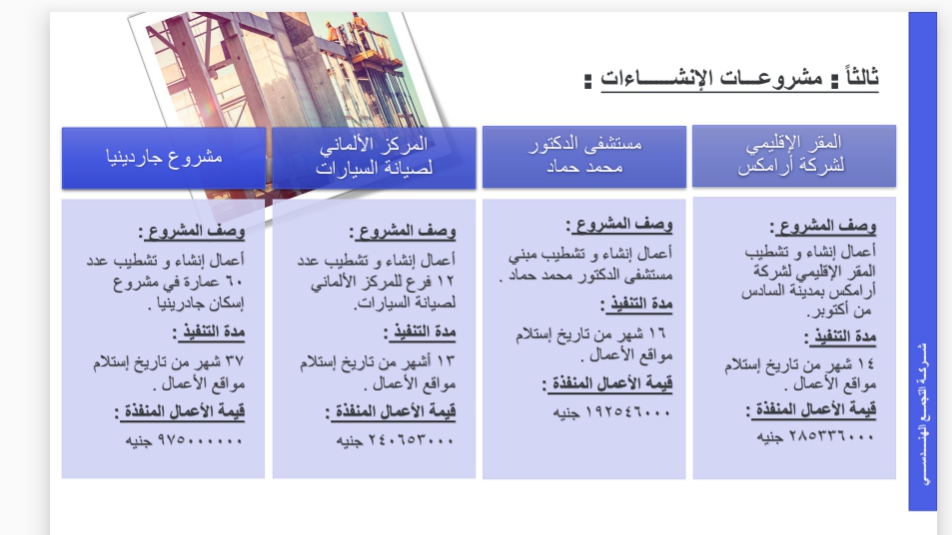 ثالثاً : مشروعـــات الإنشـــــاءات :
المقر الإقليمي
لشركة أرامكس
وصف المشروع :
أعمال إنشاء و تشطيب
المقر الإقليمي لشركة
أرامكس بمدينة السادس
من أكتوبر.
مدة التنفيذ :
١٤ شهر من تاريخ إستلام
مواقع الأعمال .
قيمة الأعمال المنفذة :
٢٨٥٣٣٦٠٠٠ جنيه
مستشفى الدكتور
محمد حماد
وصف المشروع :
أعمال إنشاء و تشطيب مبني
مستشفى الدكتور محمد حماد .
مدة التنفيذ :
١٦ شهر من تاريخ إستلام
مواقع الأعمال .
قيمة الأعمال المنفذة :
١٩٢٥٤٦٠٠٠ جنيه
المركز الألماني
لصيانة السيارات
وصف المشروع :
أعمال إنشاء و تشطيب عدد
١٢ فرع للمركز الألماني
لصيانة السيارات.
مدة التنفيذ :
١٣ أشهر من تاريخ إستلام
مواقع الأعمال .
قيمة الأعمال المنفذة :
٢٤٠٦٥٣٠٠٠ جنيه
مشروع جاردينيا
وصف المشروع :
أعمال إنشاء و تشطيب عدد
٦٠ عمارة في مشروع
إسكان جادرينيا .
مدة التنفيذ :
٣٧ شهر من تاريخ إستلام
مواقع الأعمال .
قيمة الأعمال المنفذة :
٩٧٥٠٠٠٠٠٠ جنيه
شـــركـــة التجمـــع الهنـــدســـي